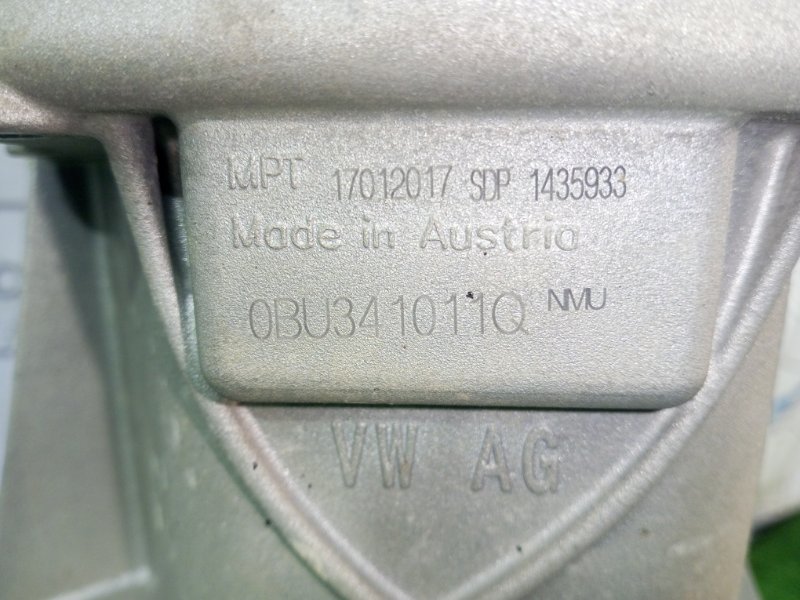 MPT 17012017 SDP 1435933
Made in Austria
0BU341011Q NMU
VW AG